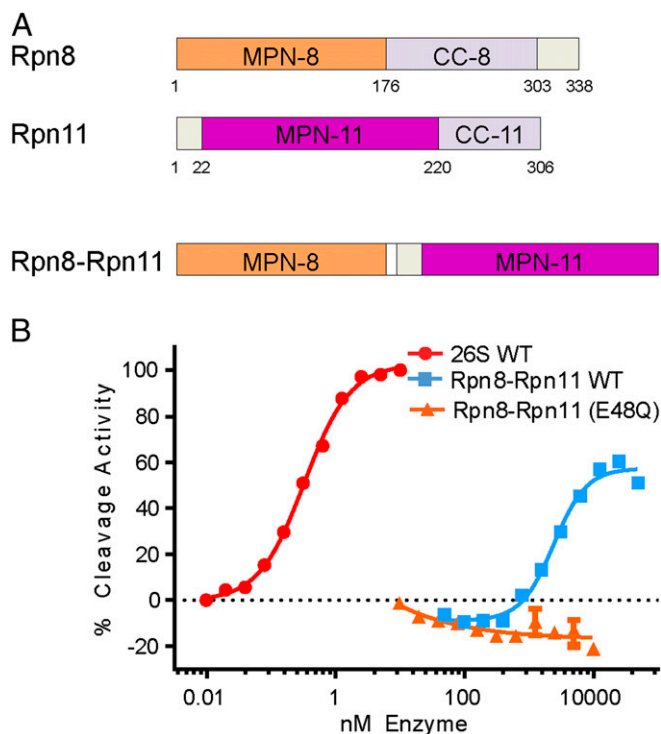 A
Rpn8
MPN-8 CC-8
1 176 303 338
Rpn11
MPN-11 CC-11
1 22 220 306
Rpn8-Rpn11
MPN-8 MPN-11
B
26S WT
Rpn8-Rpn11 WT
Rpn8-Rpn11 (E48Q)
% Cleavage Activity
100
80
60
40
20
0
-20
0.01 1 100 10000
nM Enzyme